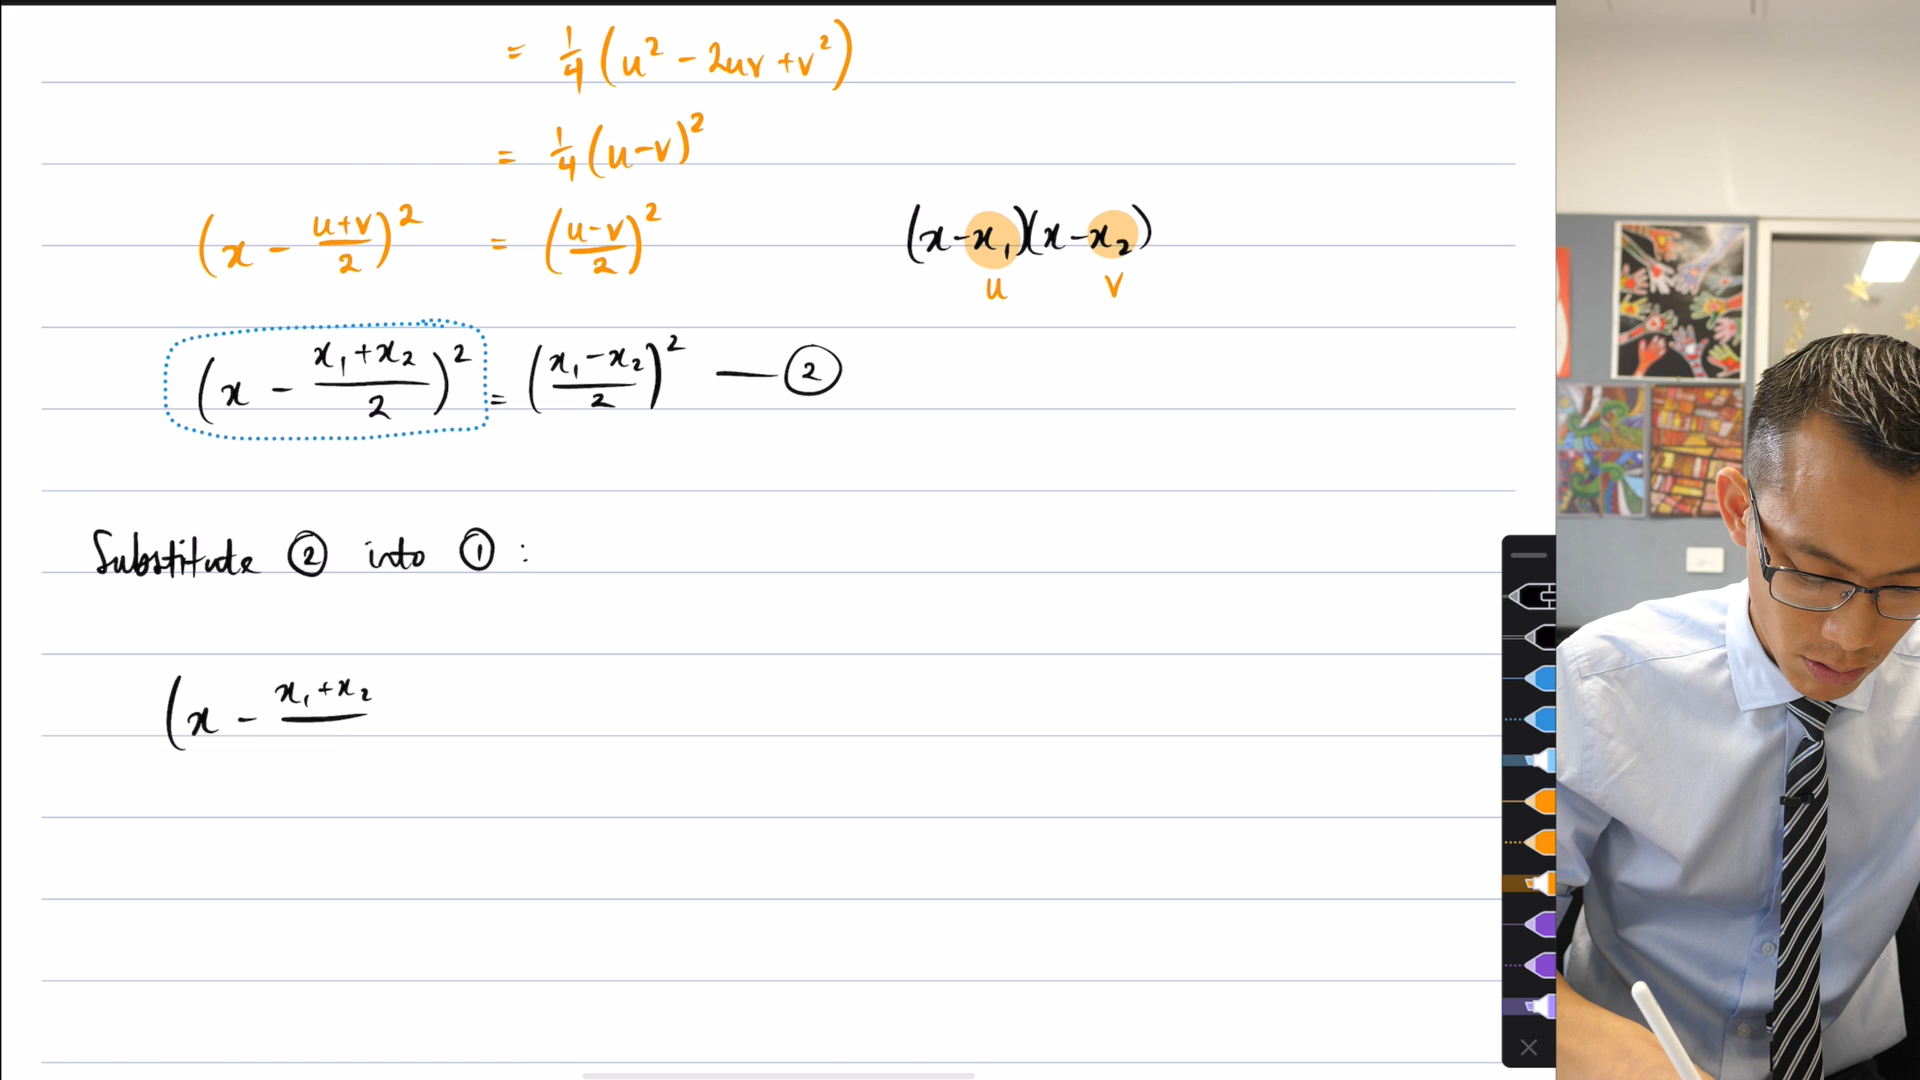 = 1/4 (u² - 2uv + v²)
= 1/4 (u-v)²
(x - (u+v)/2)² = ((u-v)/2)²
(x-x₁)(x-x₂)
u v
(x - (x₁+x₂)/2)² = ((x₁-x₂)/2)² — ②
Substitute ② into ① :
(x - x₁+x₂